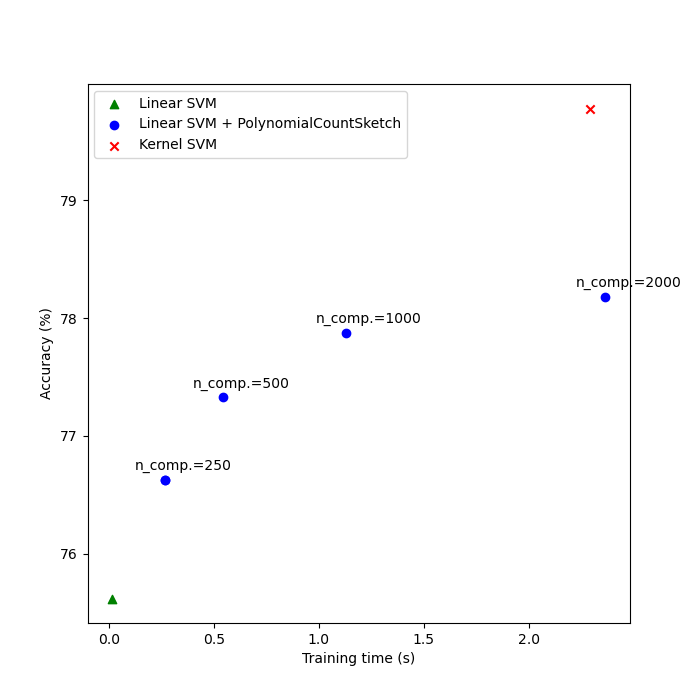 Linear SVM
Linear SVM + PolynomialCountSketch
Kernel SVM
79
78
77
76
Accuracy (%)
n_comp.=2000
n_comp.=1000
n_comp.=500
n_comp.=250
0.0 0.5 1.0 1.5 2.0
Training time (s)